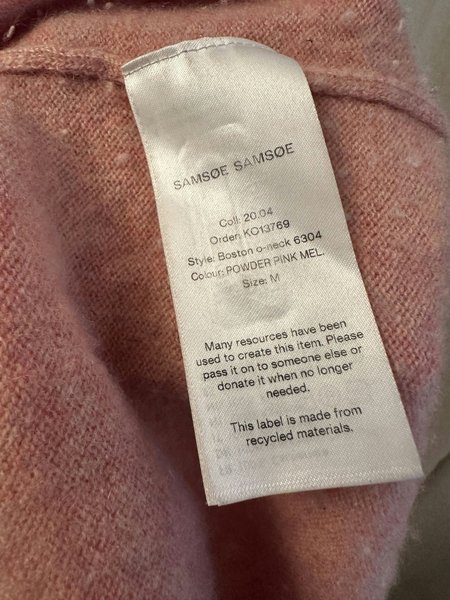 SAMSØE SAMSØE
Coll: 20.04
Order: KC13769
Style: Boston o-neck 6304
Colour: POWDER PINK MEL.
Size: M
Many resources have been
used to create this item. Please
pass it on to someone else or
donate it when no longer
needed.
This label is made from
recycled materials.